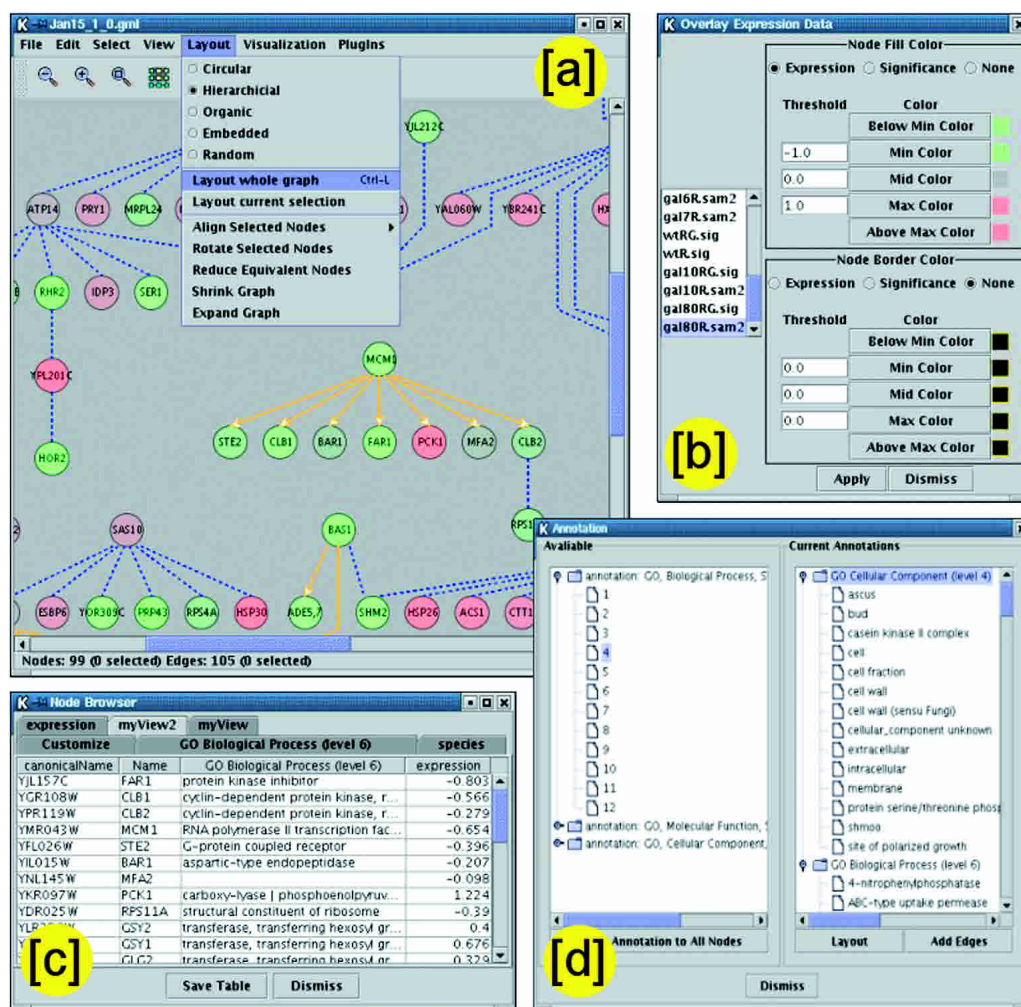 Jan15_1_0.gml
File Edit Select View Layout Visualization PlugIns
Circular
Hierarchicial
Organic
Embedded
Random
Layout whole graph Ctrl-L
Layout current selection
Align Selected Nodes
Rotate Selected Nodes
Reduce Equivalent Nodes
Shrink Graph
Expand Graph
[a]
YJL212C
ATP14 PRY1 MRPL24 YAL060W YBR241C HX
RHR2 IDP3 SER1
YPL201C
HOR2
MCM1
STE2 CLB1 BAR1 FAR1 PCK1 MFA2 CLB2
RPS1
SAS10 BAS1
ESBP6 YOR309C PRP43 RPS4A HSP30 ADE5,7 SHM2 HSP26 ACS1 CTT1
Nodes: 99 (0 selected) Edges: 105 (0 selected)
Overlay Expression Data
gal6R.sam2
gal7R.sam2
wtRG.sig
wtR.sig
gal10RG.sig
gal10R.sam2
gal80RG.sig
gal80R.sam2
Node Fill Color
Expression Significance None
Threshold Color
Below Min Color
-1.0 Min Color
0.0 Mid Color
1.0 Max Color
Above Max Color
Node Border Color
Expression Significance None
Threshold Color
Below Min Color
0.0 Min Color
0.0 Mid Color
0.0 Max Color
Above Max Color
Apply Dismiss
[b]
Node Browser
expression myView2 myView
Customize GO Biological Process (level 6) species
canonicalName Name GO Biological Process (level 6) expression
YJL157C FAR1 protein kinase inhibitor -0.803
YGR108W CLB1 cyclin-dependent protein kinase, r... -0.566
YPR119W CLB2 cyclin-dependent protein kinase, r... -0.279
YMR043W MCM1 RNA polymerase II transcription fac... -0.654
YFL026W STE2 G-protein coupled receptor -0.396
YIL015W BAR1 aspartic-type endopeptidase -0.207
YNL145W MFA2 -0.098
YKR097W PCK1 carboxy-lyase | phosphoenolpyruv... 1.224
YDR025W RPS11A structural constituent of ribosome -0.39
GSY2 transferase, transferring hexosyl gr... 0.4
GSY1 transferase, transferring hexosyl gr... 0.676
GLG2 transferase, transferring hexosyl gr... 0.329
Save Table Dismiss
[c]
Annotation
Avaliable
annotation: GO, Biological Process, S
1
2
3
4
5
6
7
8
9
10
11
12
annotation: GO, Molecular Function, S
annotation: GO, Cellular Component,
Annotation to All Nodes
Current Annotations
GO Cellular Component (level 4)
ascus
bud
casein kinase II complex
cell
cell fraction
cell wall
cell wall (sensu Fungi)
cellular_component unknown
extracellular
intracellular
membrane
protein serine/threonine phosp
shmoo
site of polarized growth
GO Biological Process (level 6)
4-nitrophenylphosphatase
ABC-type uptake permease
Layout Add Edges
Dismiss
[d]